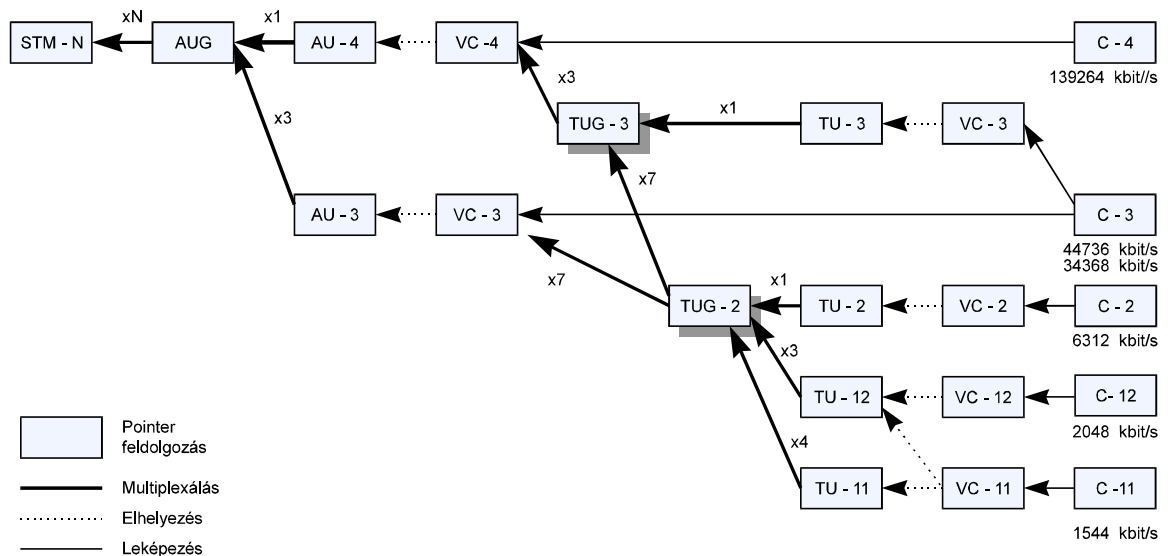 xN
x1
STM - N
AUG
AU - 4
VC - 4
C - 4
139264 kbit//s
x3
x1
x3
TUG - 3
TU - 3
VC - 3
x7
AU - 3
VC - 3
C - 3
44736 kbit/s
34368 kbit/s
x7
x1
TUG - 2
TU - 2
VC - 2
C - 2
6312 kbit/s
x3
TU - 12
VC - 12
C- 12
2048 kbit/s
x4
TU - 11
VC - 11
C -11
1544 kbit/s
Pointer
feldolgozás
Multiplexálás
Elhelyezés
Leképezés